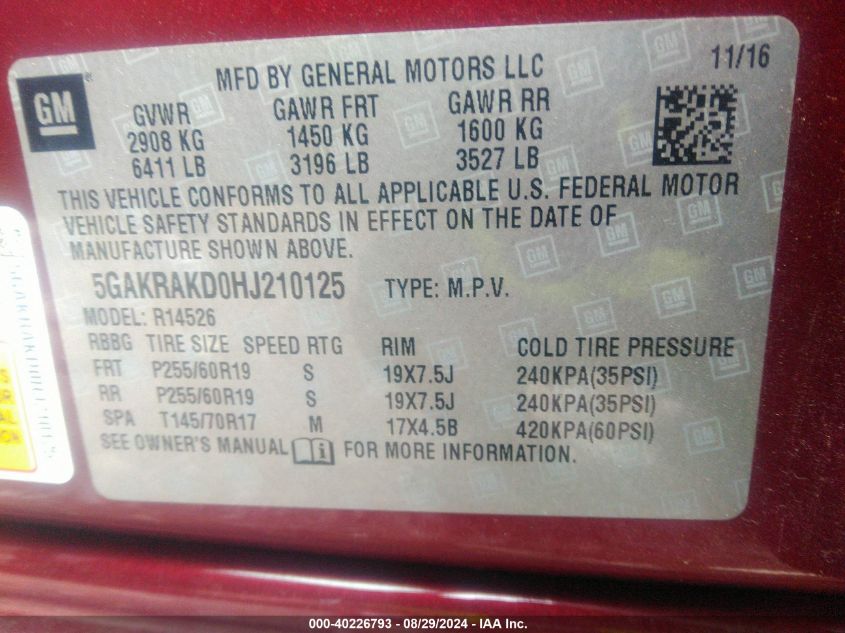 GM
MFD BY GENERAL MOTORS LLC
11/16
GVWR GAWR FRT GAWR RR
2908 KG 1450 KG 1600 KG
6411 LB 3196 LB 3527 LB
THIS VEHICLE CONFORMS TO ALL APPLICABLE U.S. FEDERAL MOTOR
VEHICLE SAFETY STANDARDS IN EFFECT ON THE DATE OF
MANUFACTURE SHOWN ABOVE.
5GAKRAKD0HJ210125 TYPE: M.P.V.
MODEL: R14526
RBBG TIRE SIZE SPEED RTG RIM COLD TIRE PRESSURE
FRT P255/60R19 S 19X7.5J 240KPA(35PSI)
RR P255/60R19 S 19X7.5J 240KPA(35PSI)
SPA T145/70R17 M 17X4.5B 420KPA(60PSI)
SEE OWNER'S MANUAL FOR MORE INFORMATION.
000-40226793 - 08/29/2024 - IAA Inc.